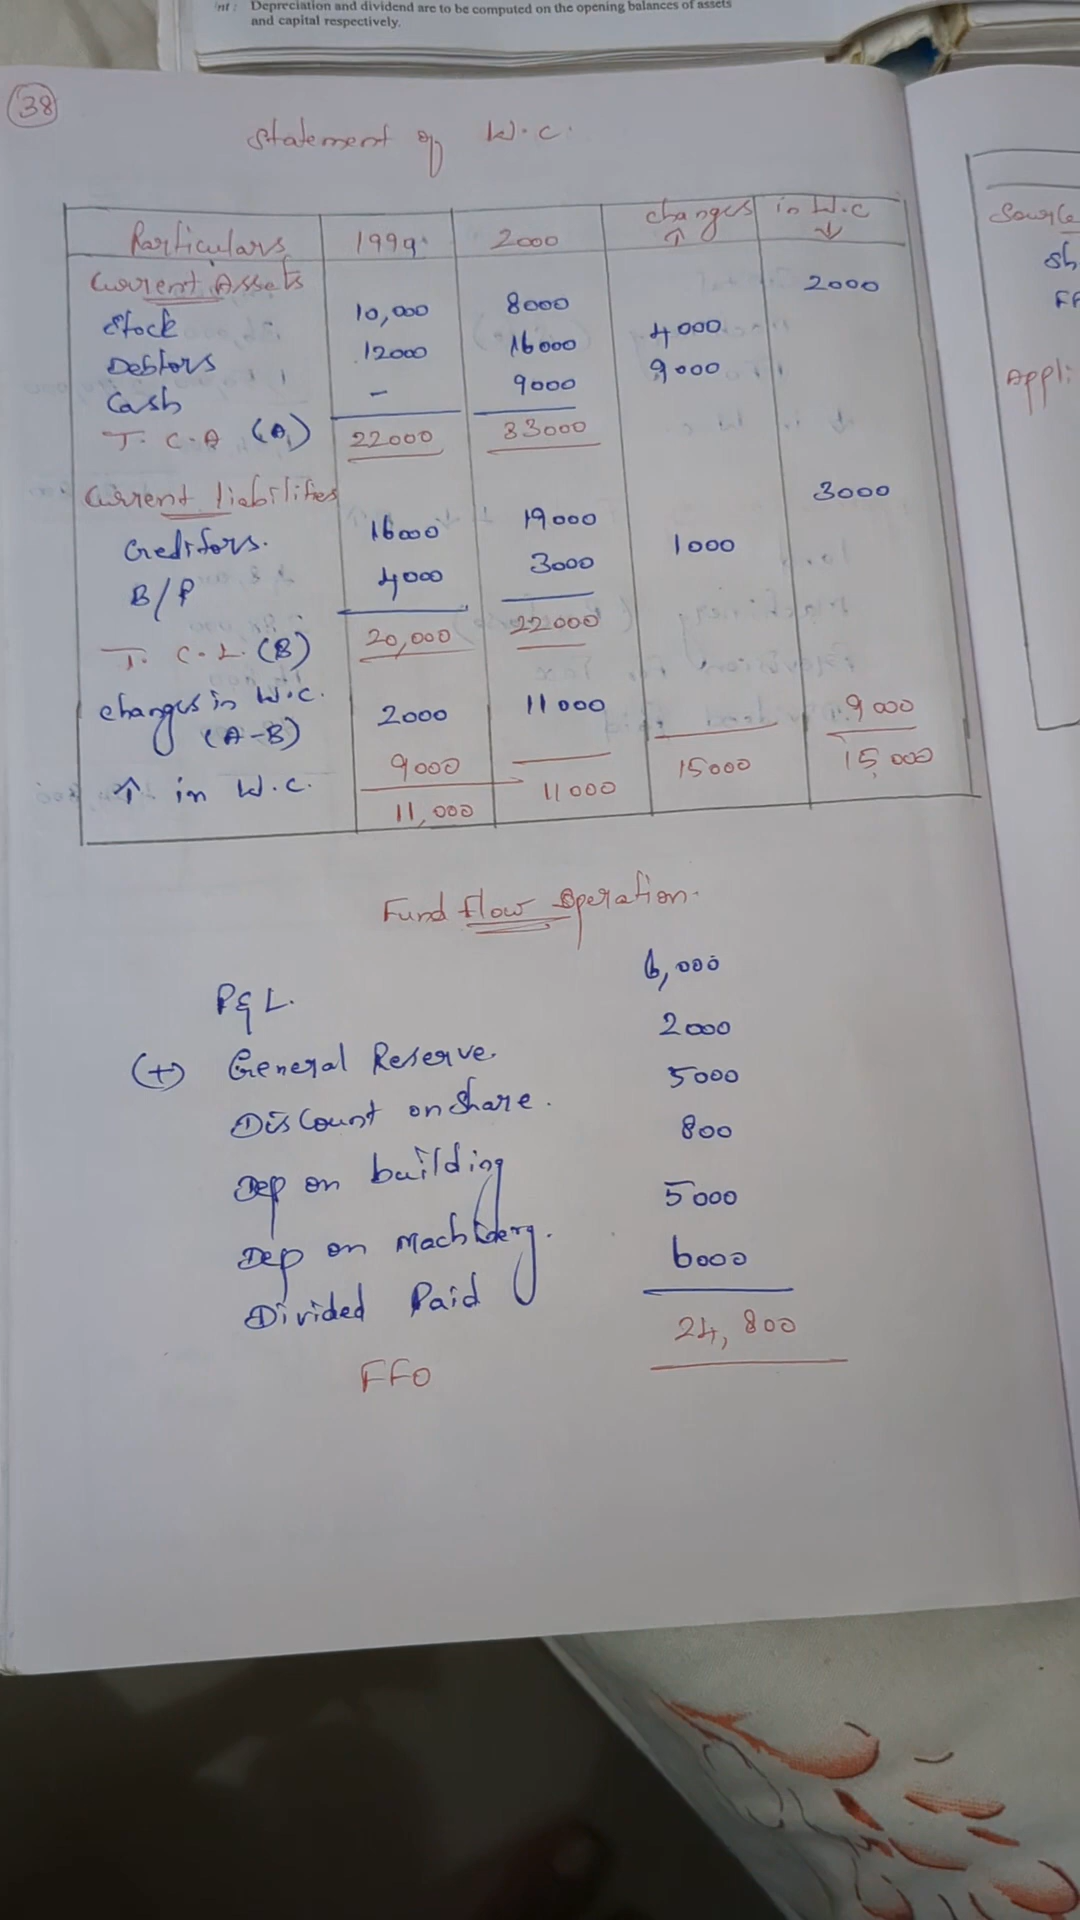 nt : Depreciation and dividend are to be computed on the opening balances of assets
and capital respectively.
38
Statement of W.C.
Particulars 1999 2000 changes in W.C
↑ ↓
Current Assets
Stock 10,000 8000 2000
Debtors 12000 16000 4000
Cash - 9000 9000
T. C.A (A) 22000 33000
Current liabilities
Creditors. 16000 19000 3000
B/P 4000 3000 1000
T. C.L. (B) 20,000 22000
changes in W.C. 2000 11000 9000
(A-B)
↑ in W.C. 9000
11,000 11000 15000 15,000
Fund flow Operation.
P&L. 6,000
(+) General Reserve 2000
Discount on Share. 5000
Dep on building 800
Dep on Machinery. 5000
Divided Paid 6000
FFO 24,800
Source
Sh
FF
Appli